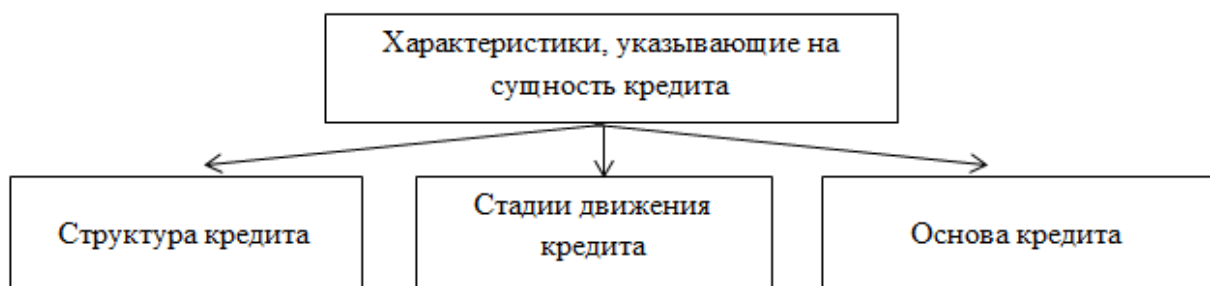 Характеристики, указывающие на
сущность кредита
Структура кредита
Стадии движения
кредита
Основа кредита